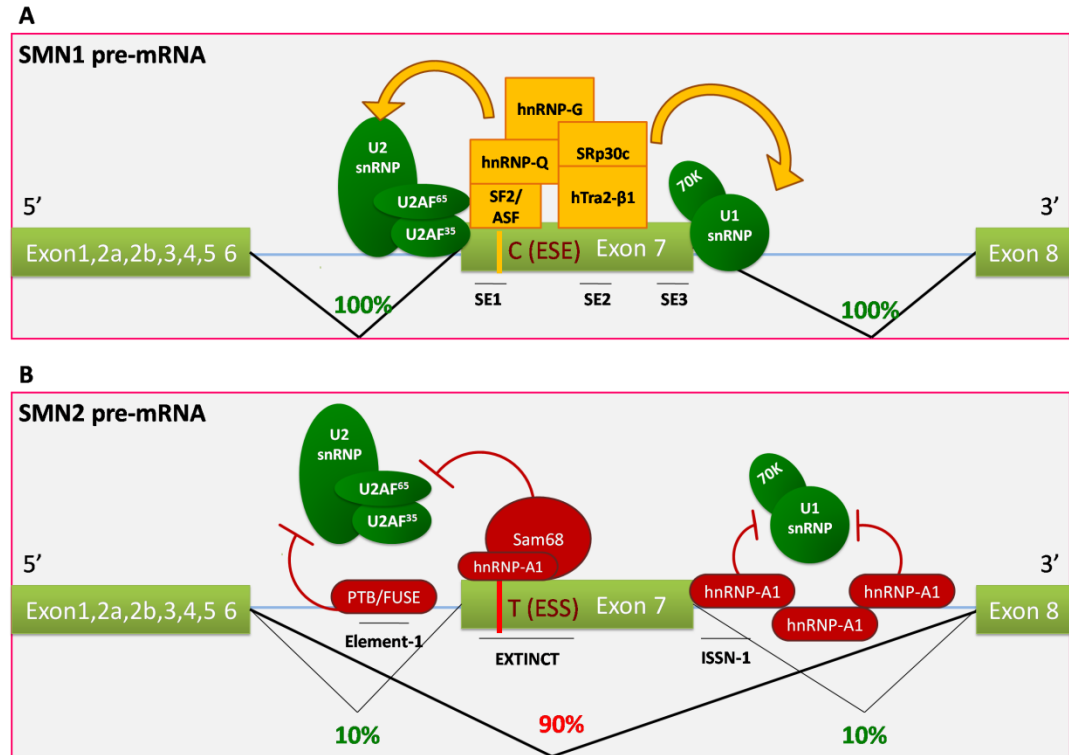 A
SMN1 pre-mRNA
hnRNP-G
U2
snRNP
hnRNP-Q
SRp30c
70K
5’
U2AF65
SF2/
ASF
hTra2-β1
U1
snRNP
3’
U2AF35
Exon1,2a,2b,3,4,5 6
C (ESE)
Exon 7
Exon 8
SE1
SE2
SE3
100%
100%
B
SMN2 pre-mRNA
U2
snRNP
70K
U2AF65
U1
snRNP
U2AF35
Sam68
5’
hnRNP-A1
3’
PTB/FUSE
hnRNP-A1
hnRNP-A1
Exon1,2a,2b,3,4,5 6
T (ESS)
Exon 7
hnRNP-A1
Exon 8
Element-1
EXTINCT
ISSN-1
10%
90%
10%